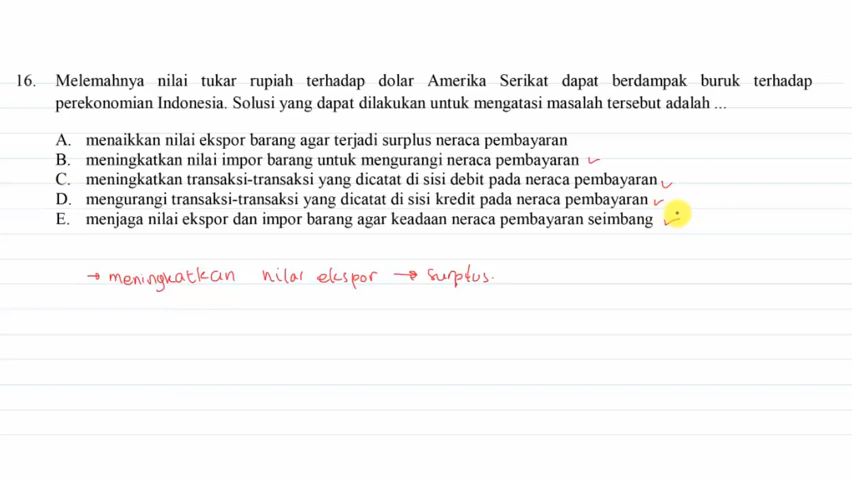 16. Melemahnya nilai tukar rupiah terhadap dolar Amerika Serikat dapat berdampak buruk terhadap
perekonomian Indonesia. Solusi yang dapat dilakukan untuk mengatasi masalah tersebut adalah ...
A. menaikkan nilai ekspor barang agar terjadi surplus neraca pembayaran
B. meningkatkan nilai impor barang untuk mengurangi neraca pembayaran ✓
C. meningkatkan transaksi-transaksi yang dicatat di sisi debit pada neraca pembayaran ✓
D. mengurangi transaksi-transaksi yang dicatat di sisi kredit pada neraca pembayaran ✓
E. menjaga nilai ekspor dan impor barang agar keadaan neraca pembayaran seimbang ✓
→ meningkatkan nilai ekspor → surplus.